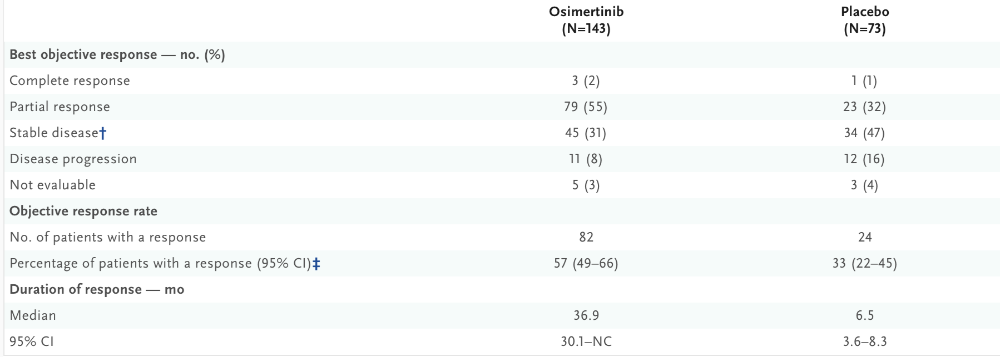 Osimertinib Placebo
(N=143) (N=73)
Best objective response — no. (%)
Complete response 3 (2) 1 (1)
Partial response 79 (55) 23 (32)
Stable disease† 45 (31) 34 (47)
Disease progression 11 (8) 12 (16)
Not evaluable 5 (3) 3 (4)
Objective response rate
No. of patients with a response 82 24
Percentage of patients with a response (95% CI)‡ 57 (49–66) 33 (22–45)
Duration of response — mo
Median 36.9 6.5
95% CI 30.1–NC 3.6–8.3